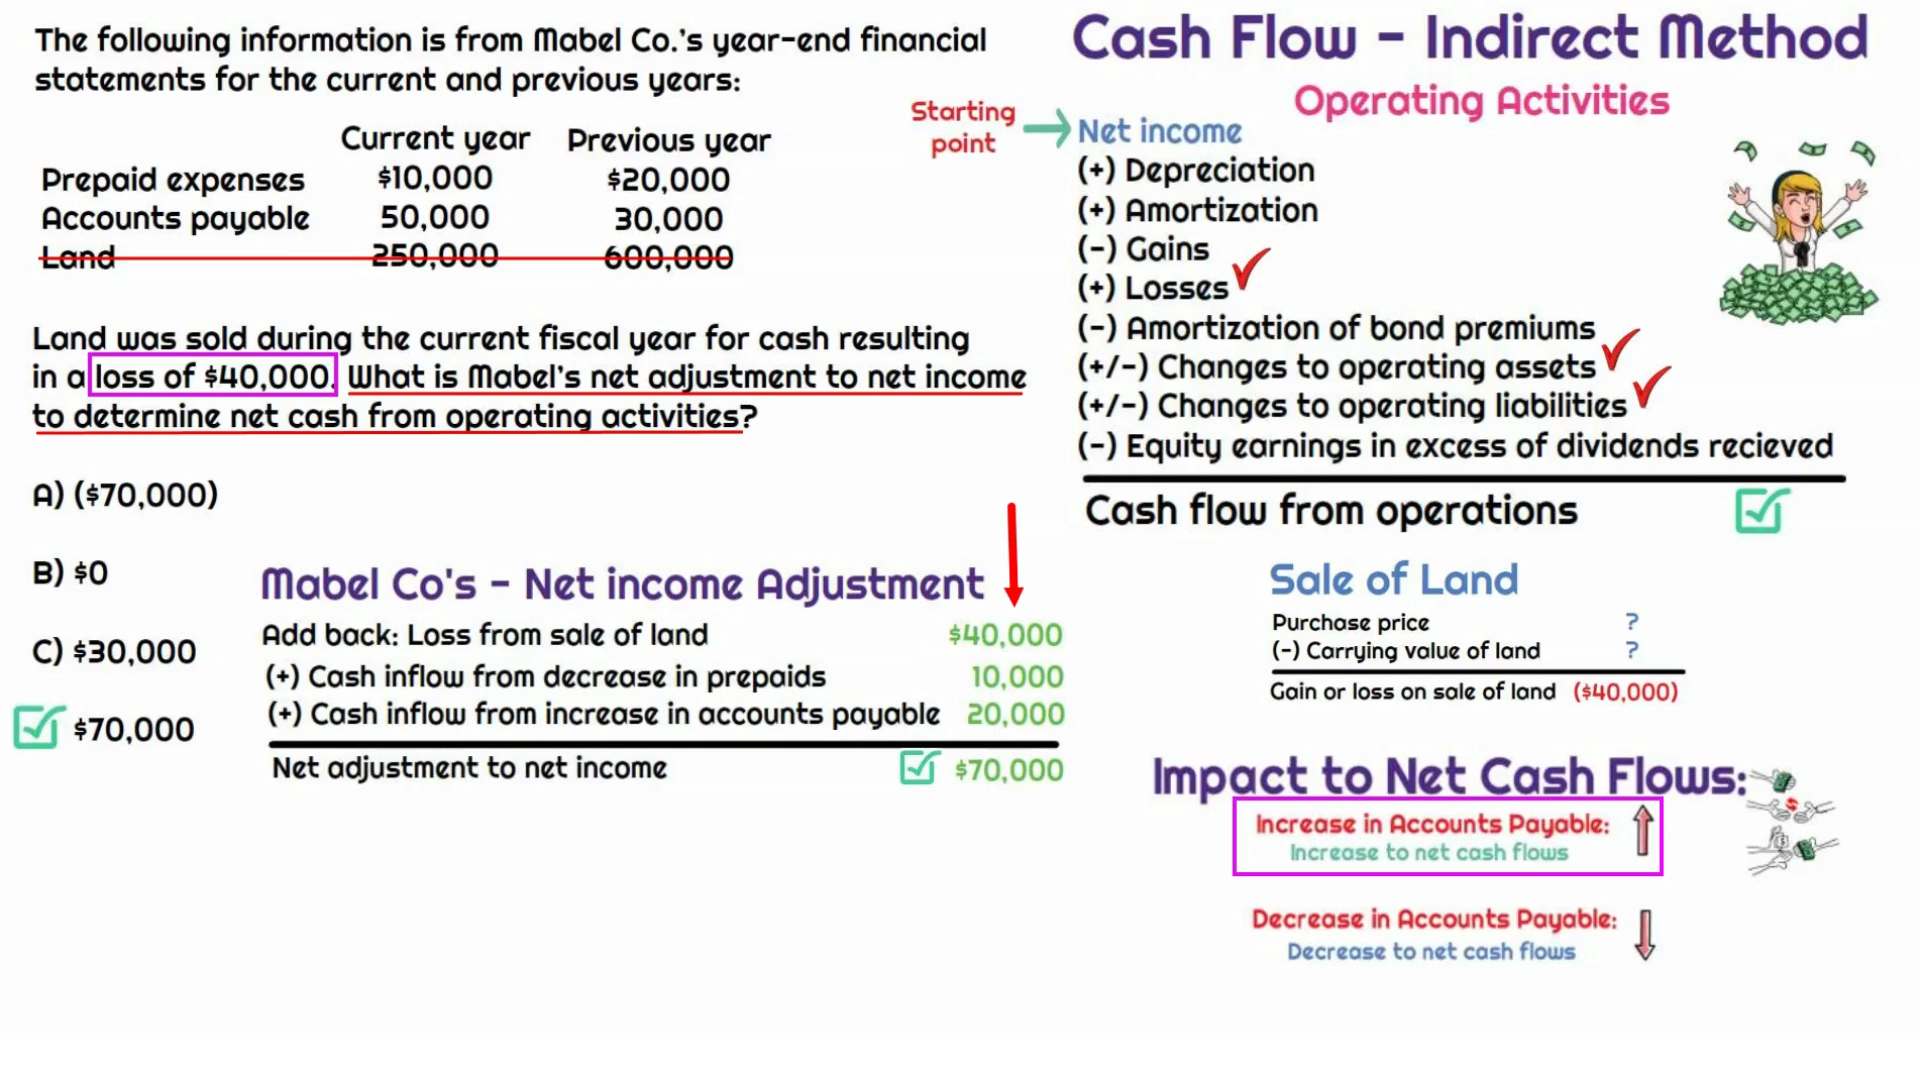 The following information is from Mabel Co.'s year-end financial
statements for the current and previous years:
Current year Previous year
Prepaid expenses $10,000 $20,000
Accounts payable 50,000 30,000
Land 250,000 600,000
Land was sold during the current fiscal year for cash resulting
in a loss of $40,000. What is Mabel's net adjustment to net income
to determine net cash from operating activities?
A) ($70,000)
B) $0
C) $30,000
$70,000
Mabel Co's - Net income Adjustment
Add back: Loss from sale of land $40,000
(+) Cash inflow from decrease in prepaids 10,000
(+) Cash inflow from increase in accounts payable 20,000
Net adjustment to net income $70,000
Cash Flow - Indirect Method
Operating Activities
Starting
point
Net income
(+) Depreciation
(+) Amortization
(-) Gains
(+) Losses
(-) Amortization of bond premiums
(+/-) Changes to operating assets
(+/-) Changes to operating liabilities
(-) Equity earnings in excess of dividends recieved
Cash flow from operations
Sale of Land
Purchase price ?
(-) Carrying value of land ?
Gain or loss on sale of land ($40,000)
Impact to Net Cash Flows:
Increase in Accounts Payable:
Increase to net cash flows
Decrease in Accounts Payable:
Decrease to net cash flows